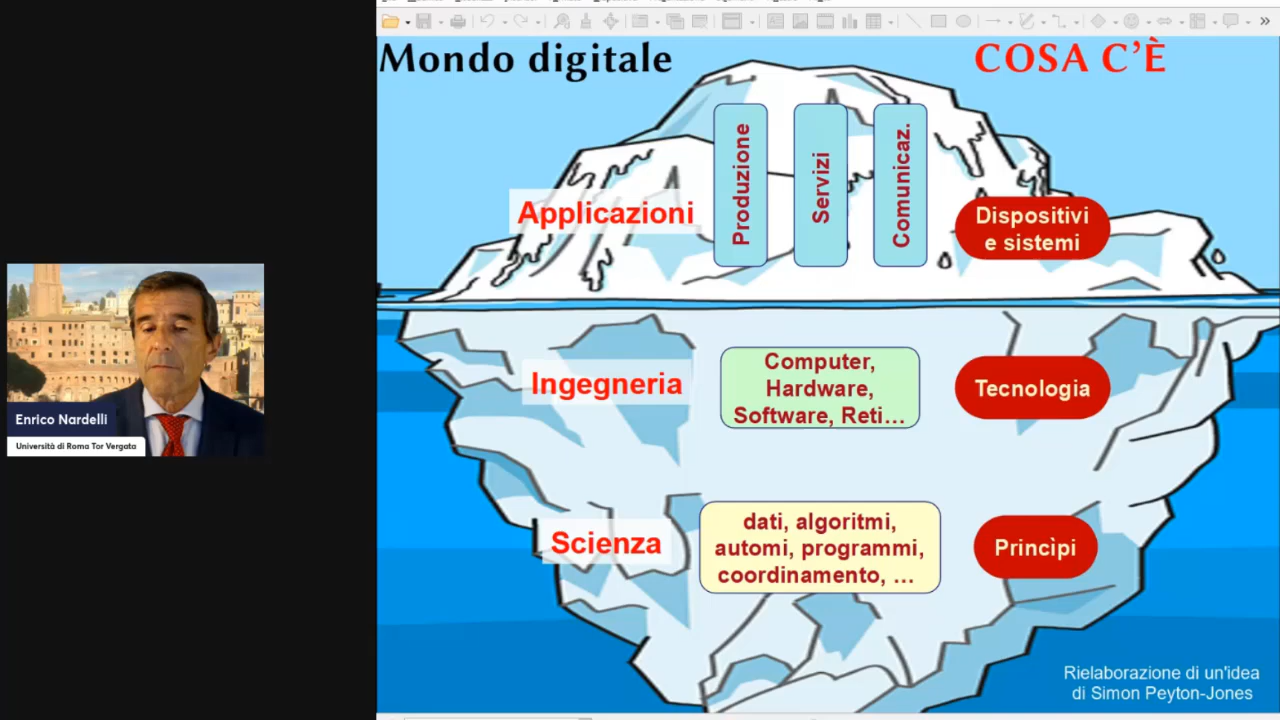 Mondo digitale
COSA C'È
Produzione
Servizi
Comunicaz.
Applicazioni
Dispositivi
e sistemi
Ingegneria
Computer,
Hardware,
Software, Reti...
Tecnologia
Enrico Nardelli
Università di Roma Tor Vergata
Scienza
dati, algoritmi,
automi, programmi,
coordinamento, ...
Princìpi
Rielaborazione di un'idea
di Simon Peyton-Jones